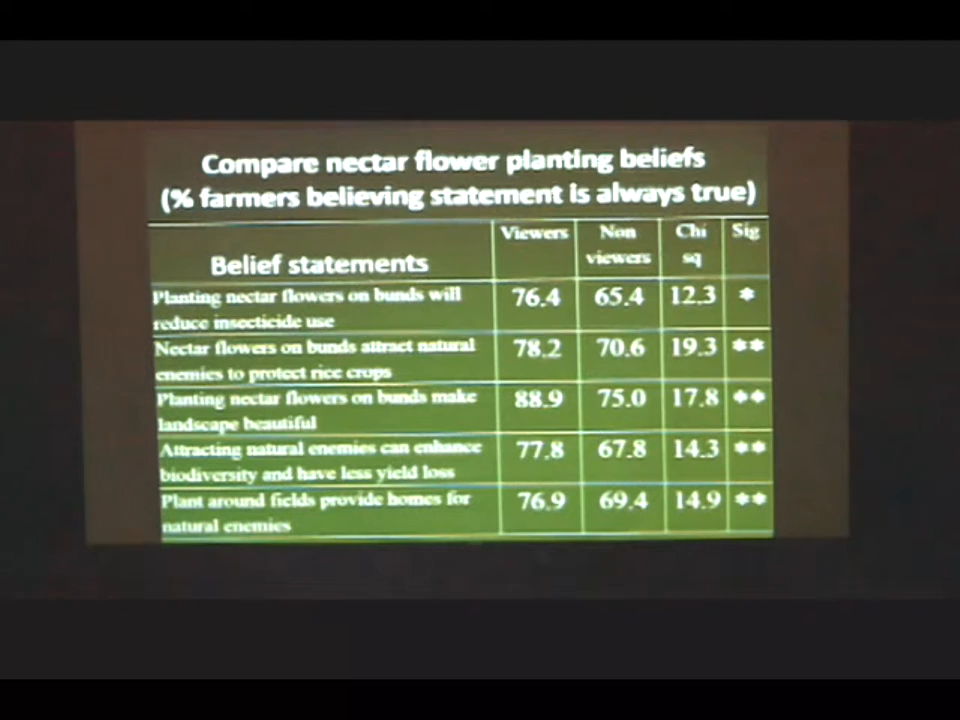 Compare nectar flower planting beliefs
(% farmers believing statement is always true)
Belief statements Viewers Non viewers Chi sq Sig
Planting nectar flowers on bunds will reduce insecticide use 76.4 65.4 12.3 *
Nectar flowers on bunds attract natural enemies to protect rice crops 78.2 70.6 19.3 **
Planting nectar flowers on bunds make landscape beautiful 88.9 75.0 17.8 **
Attracting natural enemies can enhance biodiversity and have less yield loss 77.8 67.8 14.3 **
Plant around fields provide homes for natural enemies 76.9 69.4 14.9 **